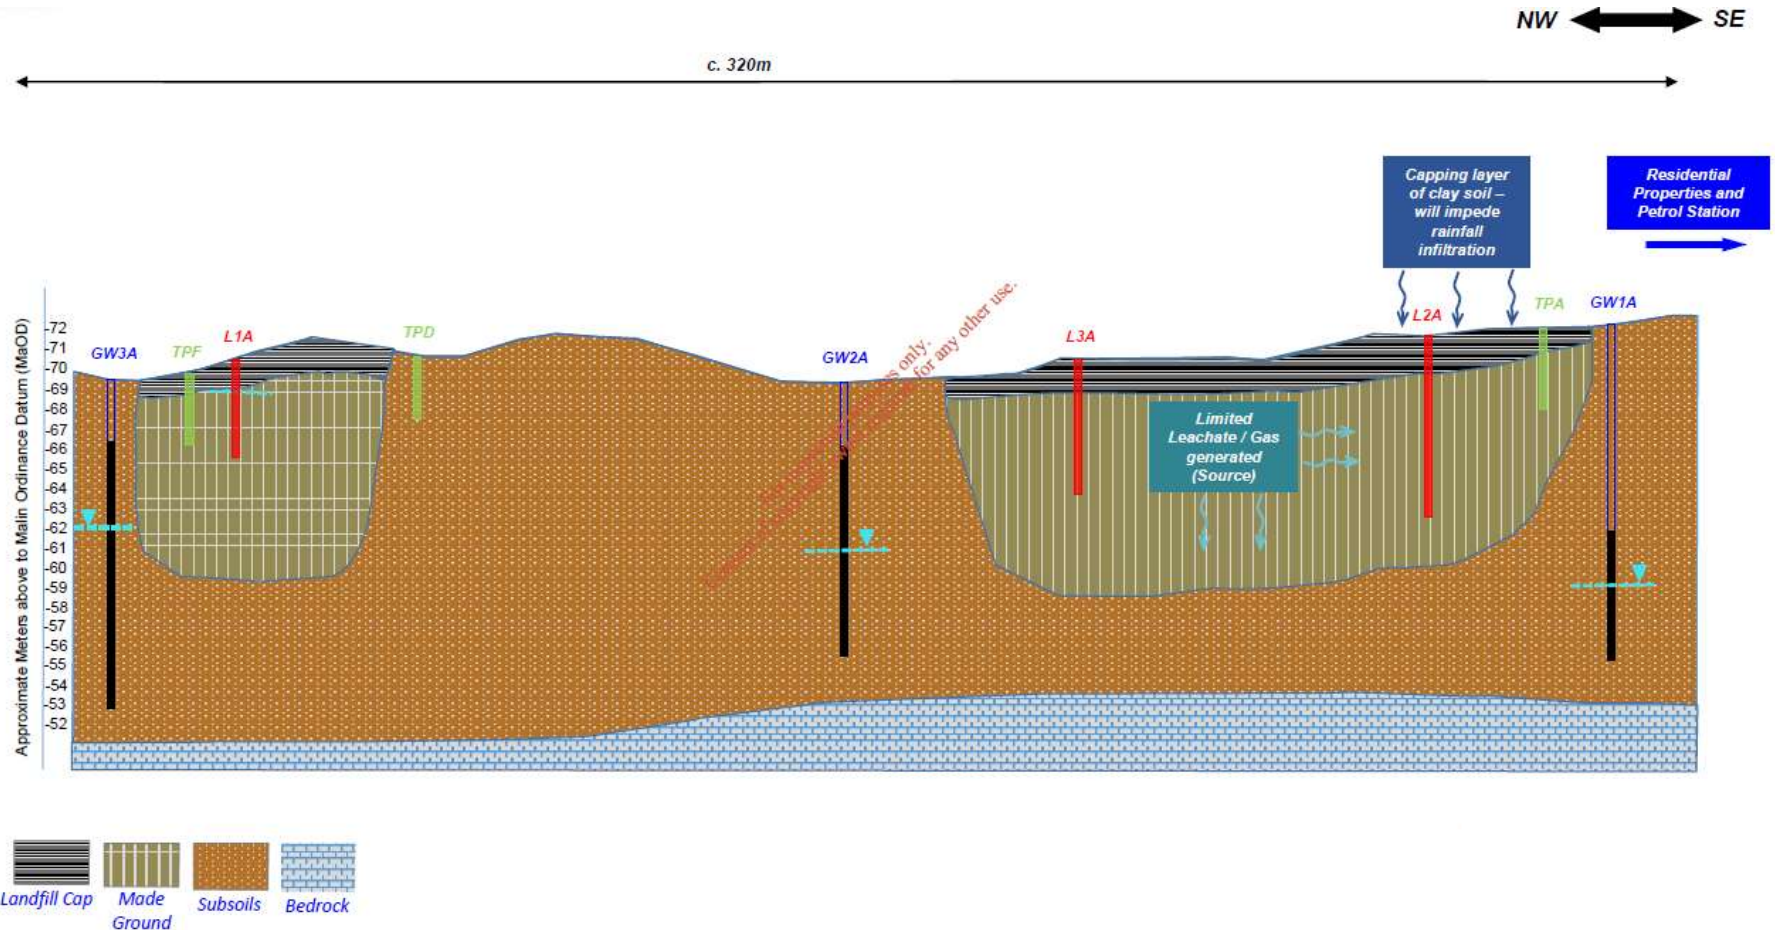 NW SE
c. 320m
Capping layer
of clay soil –
will impede
rainfall
infiltration
Residential
Properties and
Petrol Station
GW3A
TPF
L1A
TPD
GW2A
L3A
L2A
TPA
GW1A
only.
for any other use.
Approximate Meters above to Malin Ordinance Datum (MaOD)
-72
-71
-70
-69
-68
-67
-66
-65
-64
-63
-62
-61
-60
-59
-58
-57
-56
-55
-54
-53
-52
Limited
Leachate / Gas
generated
(Source)
Landfill Cap
Made
Ground
Subsoils
Bedrock